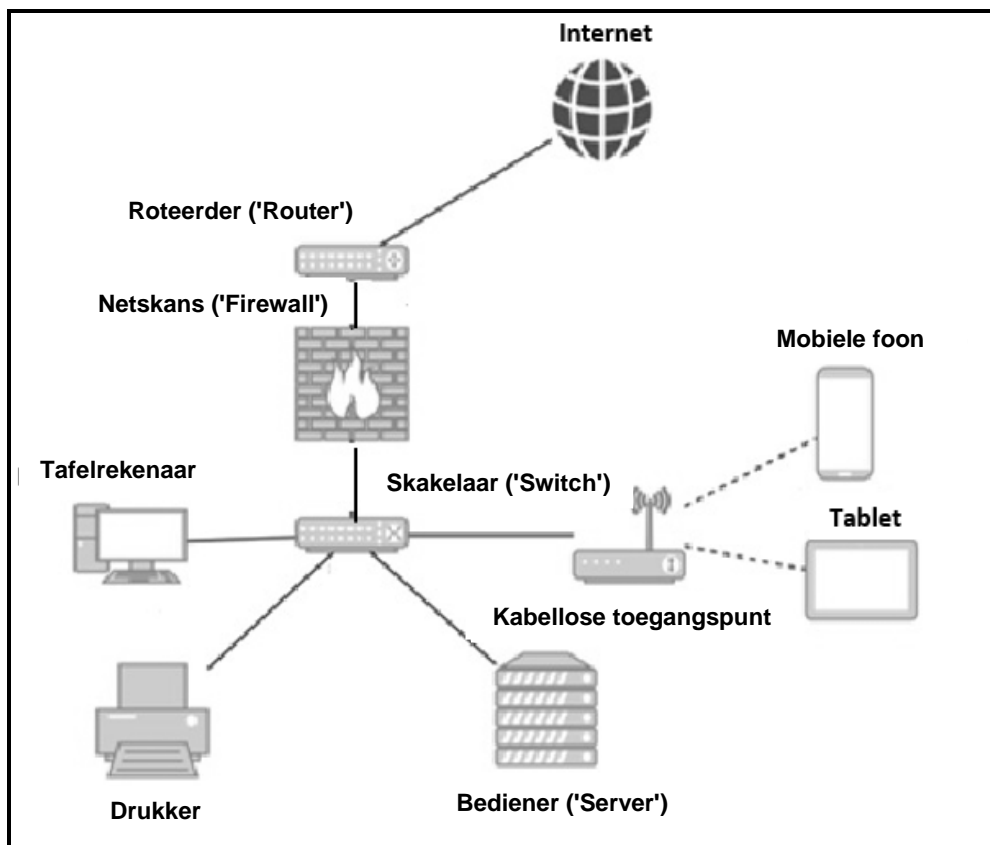 Internet
Roteerder ('Router')
Netskans ('Firewall')
Mobiele foon
Tafelrekenaar
Skakelaar ('Switch')
Tablet
Kabellose toegangspunt
Drukker
Bediener ('Server')